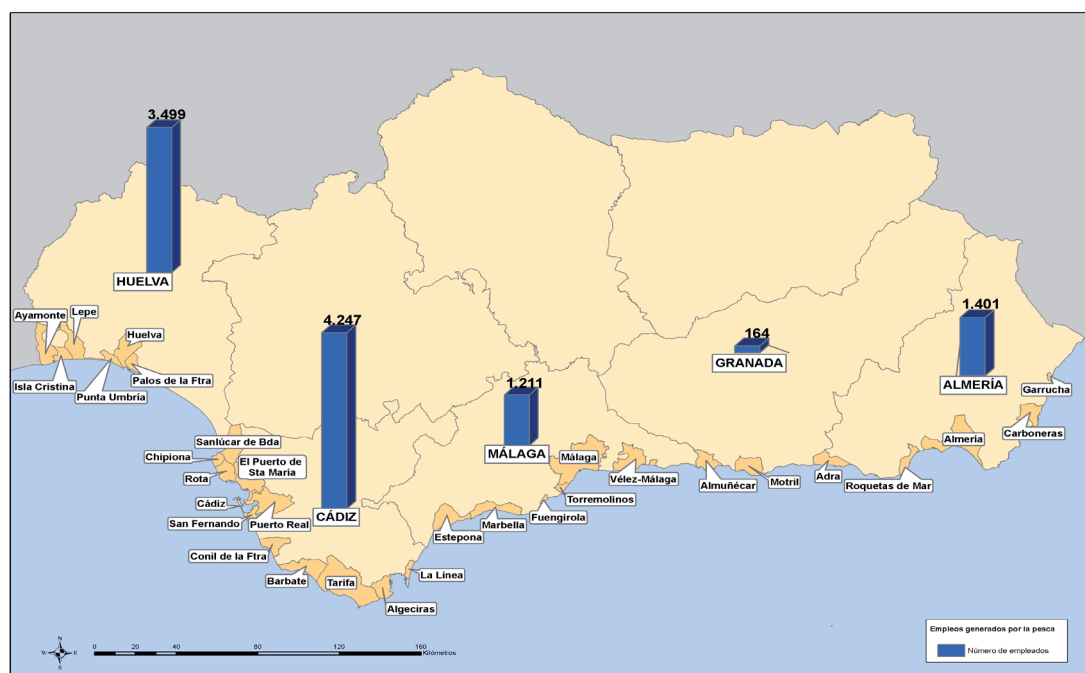 3.499
HUELVA
Ayamonte
Lepe
Huelva
Isla Cristina
Punta Umbría
Palos de la Ftra
4.247
CÁDIZ
Sanlúcar de Bda
Chipiona
El Puerto de
Sta Maria
Rota
Cádiz
San Fernando
Puerto Real
Conil de la Ftra
Barbate
Tarifa
Algeciras
La Linea
1.211
MÁLAGA
Málaga
Vélez-Málaga
Torremolinos
Fuengirola
Marbella
Estepona
164
GRANADA
Almuñécar
Motril
1.401
ALMERÍA
Garrucha
Carboneras
Almeria
Adra
Roquetas de Mar
N
W
E
S
0 10 20 40 80 120 160
Kilómetros
Empleos generados por la pesca
Número de empleados